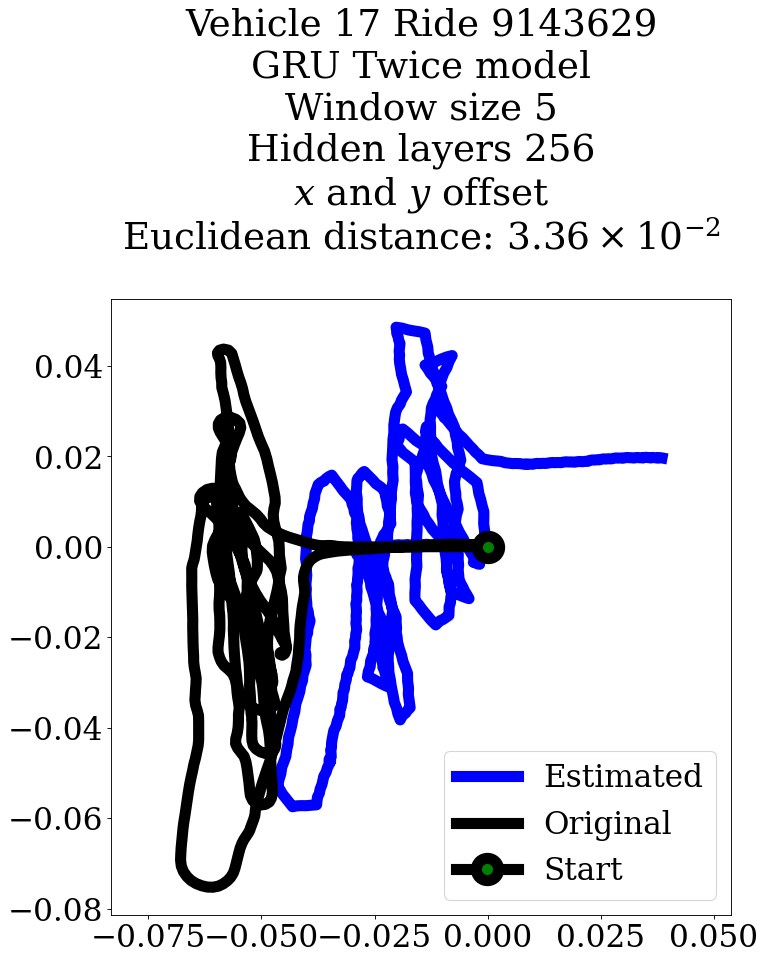 Vehicle 17 Ride 9143629
GRU Twice model
Window size 5
Hidden layers 256
x and y offset
Euclidean distance: 3.36 × 10⁻²
0.04
0.02
0.00
−0.02
−0.04
−0.06
−0.08
Estimated
Original
Start
−0.075 −0.050 −0.025 0.000 0.025 0.050